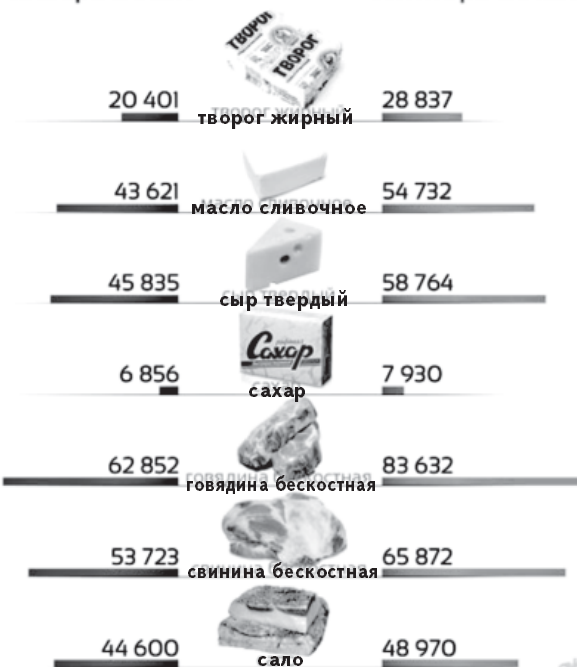 ТВОРОГ
ТВОРОГ
20 401 творог жирный 28 837
43 621 масло сливочное 54 732
45 835 сыр твердый 58 764
Сахар
6 856 сахар 7 930
62 852 говядина бескостная 83 632
53 723 свинина бескостная 65 872
44 600 сало 48 970